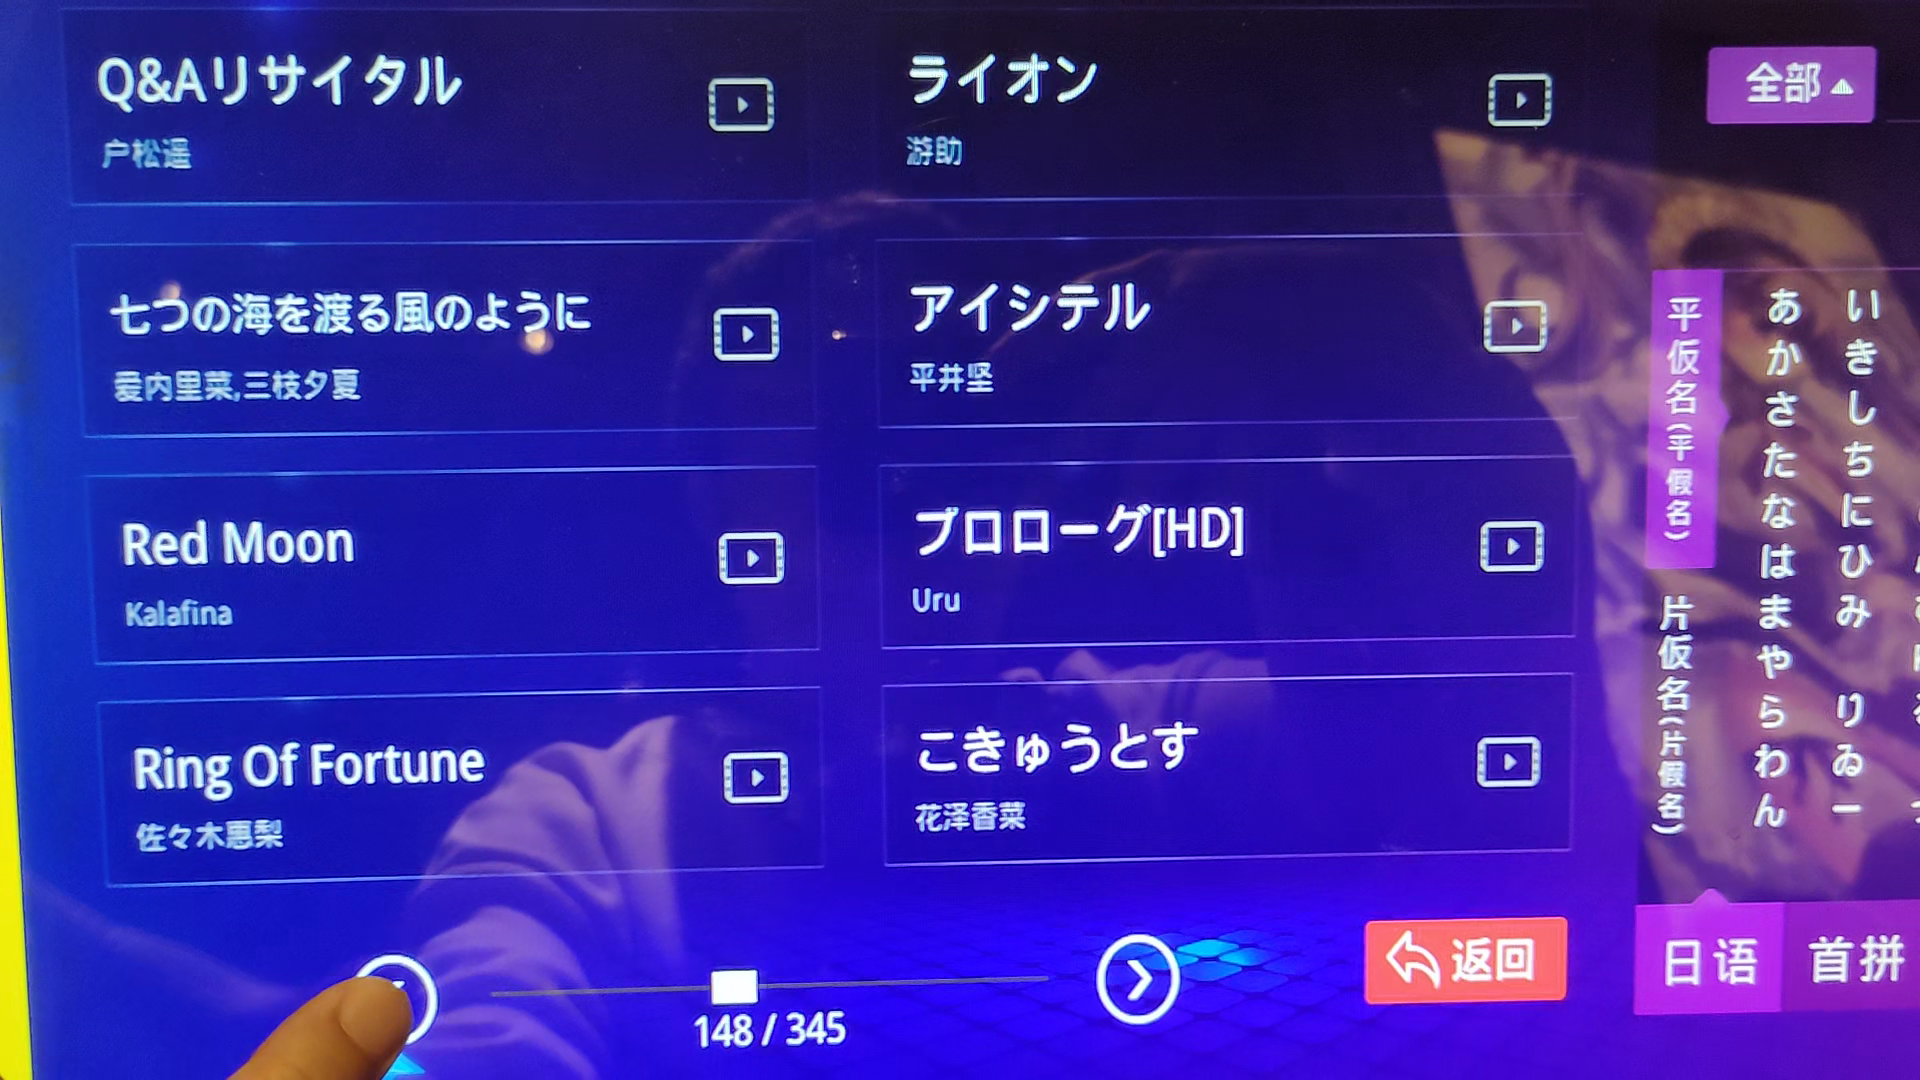 Q&Aリサイタル
户松遥
ライオン
游助
七つの海を渡る風のように
爱内里菜,三枝夕夏
アイシテル
平井坚
Red Moon
Kalafina
ブロローグ[HD]
Uru
Ring Of Fortune
佐々木惠梨
こきゅうとす
花泽香菜
148 / 345
返回
全部
平仮名(平假名)
片仮名(片假名)
あかさたなはまやらわん
いきしちにひみ りゐー
日语
首拼